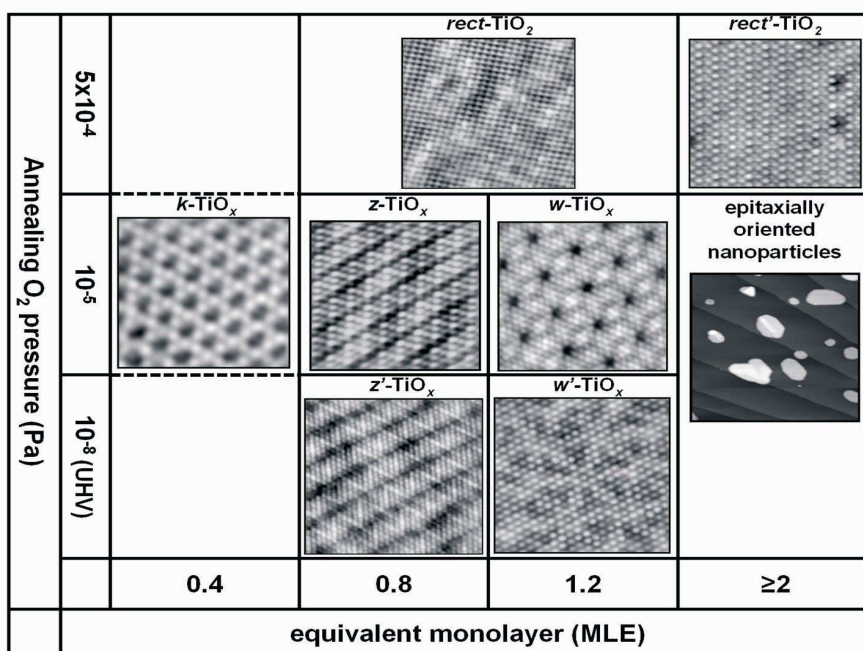 rect-TiO₂
rect'-TiO₂
5x10⁻⁴
Annealing O₂ pressure (Pa)
k-TiOₓ
z-TiOₓ
w-TiOₓ
epitaxially
oriented
nanoparticles
10⁻⁵
z'-TiOₓ
w'-TiOₓ
10⁻⁸ (UHV)
0.4
0.8
1.2
≥2
equivalent monolayer (MLE)